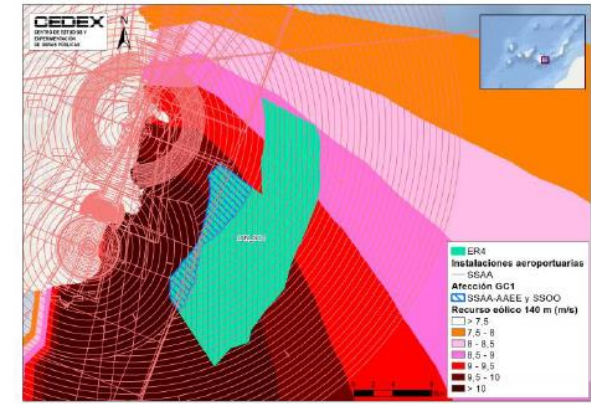 CEDEX
CENTRO DE ESTUDIOS Y
EXPERIMENTACIÓN
DE OBRAS PÚBLICAS
N
ER4
Instalaciones aeroportuarias
SSAA
Afección GC1
SSAA-AAEE y SSOO
Recurso eólico 140 m (m/s)
> 7,5
7,5 - 8
8 - 8,5
8,5 - 9
9 - 9,5
9,5 - 10
> 10